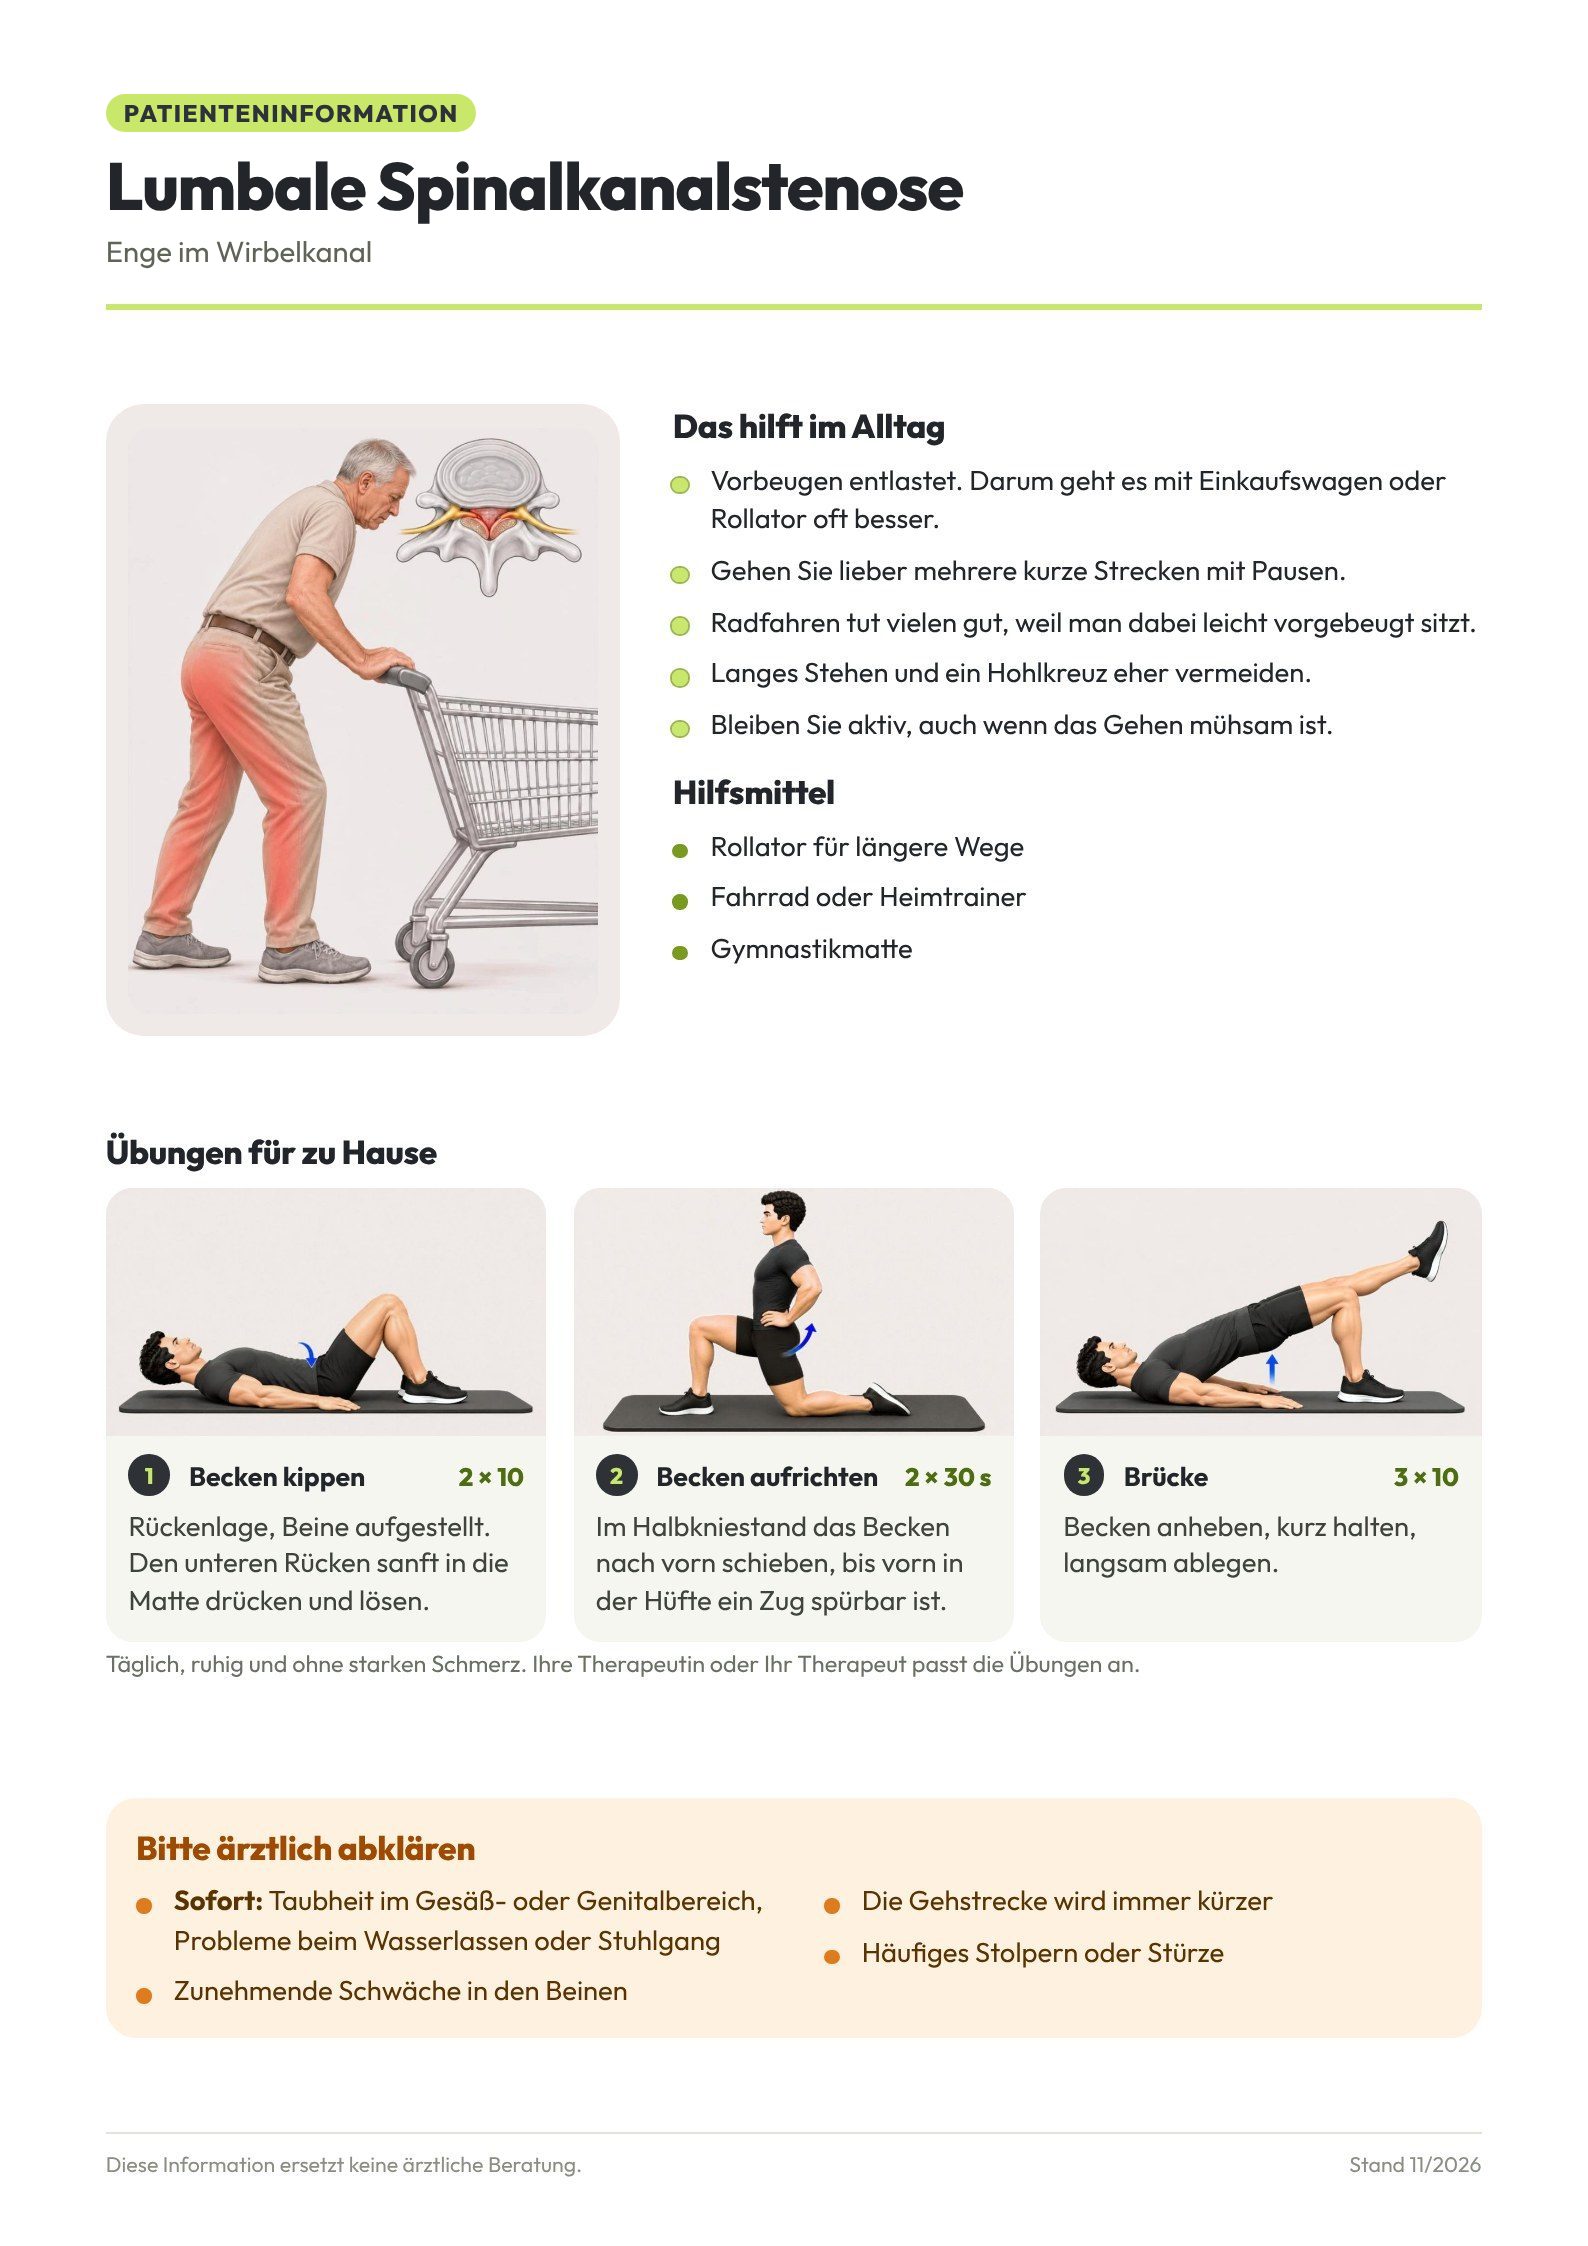 PATIENTENINFORMATION
Lumbale Spinalkanalstenose
Enge im Wirbelkanal
Das hilft im Alltag
Vorbeugen entlastet. Darum geht es mit Einkaufswagen oder
Rollator oft besser.
Gehen Sie lieber mehrere kurze Strecken mit Pausen.
Radfahren tut vielen gut, weil man dabei leicht vorgebeugt sitzt.
Langes Stehen und ein Hohlkreuz eher vermeiden.
Bleiben Sie aktiv, auch wenn das Gehen mühsam ist.
Hilfsmittel
Rollator für längere Wege
Fahrrad oder Heimtrainer
Gymnastikmatte
Übungen für zu Hause
1 Becken kippen 2 × 10
Rückenlage, Beine aufgestellt.
Den unteren Rücken sanft in die
Matte drücken und lösen.
2 Becken aufrichten 2 × 30 s
Im Halbkniestand das Becken
nach vorn schieben, bis vorn in
der Hüfte ein Zug spürbar ist.
3 Brücke 3 × 10
Becken anheben, kurz halten,
langsam ablegen.
Täglich, ruhig und ohne starken Schmerz. Ihre Therapeutin oder Ihr Therapeut passt die Übungen an.
Bitte ärztlich abklären
Sofort: Taubheit im Gesäß- oder Genitalbereich,
Probleme beim Wasserlassen oder Stuhlgang
Zunehmende Schwäche in den Beinen
Die Gehstrecke wird immer kürzer
Häufiges Stolpern oder Stürze
Diese Information ersetzt keine ärztliche Beratung.
Stand 11/2026